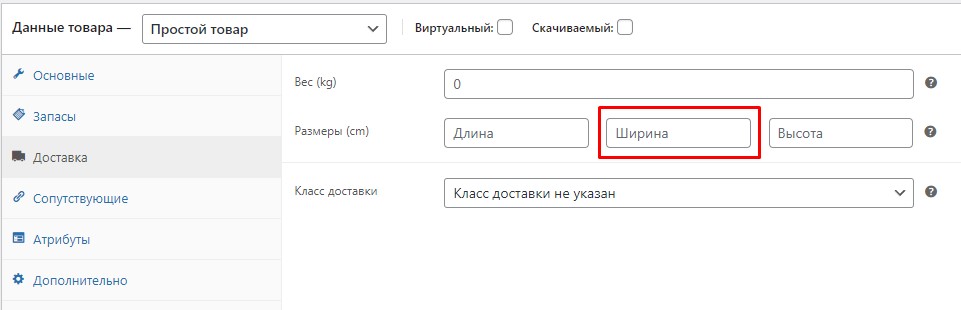 Данные товара — Простой товар Виртуальный: Скачиваемый:
Основные
Запасы
Доставка
Сопутствующие
Атрибуты
Дополнительно
Вес (kg) 0 ?
Размеры (cm) Длина Ширина Высота ?
Класс доставки Класс доставки не указан ?